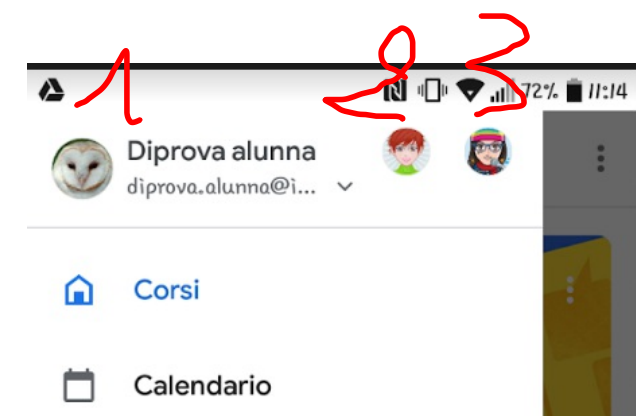 1 2 3
N 72% 11:14
Diprova alunna
diprova.alunna@i...
Corsi
Calendario